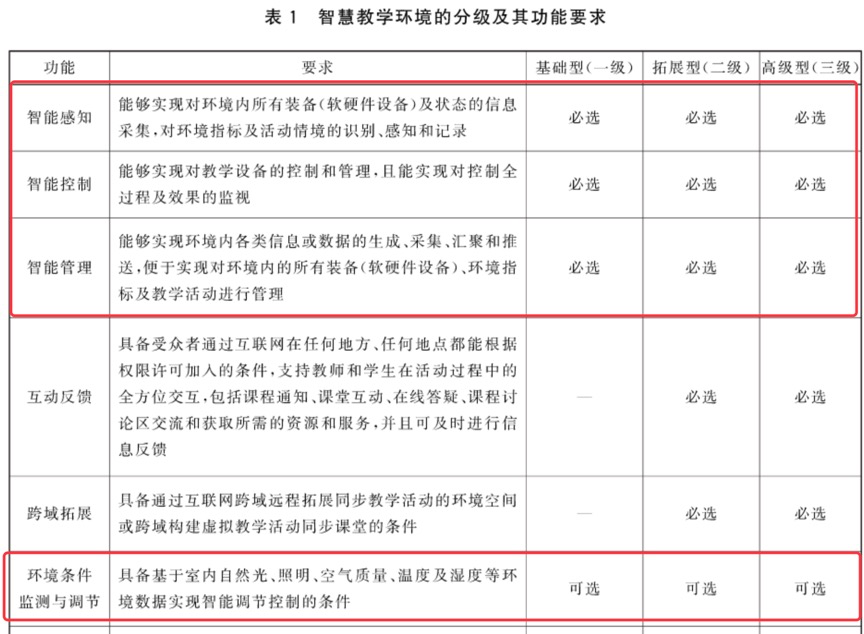 表 1 智慧教学环境的分级及其功能要求
功能 要求 基础型(一级) 拓展型(二级) 高级型(三级)
智能感知 能够实现对环境内所有装备(软硬件设备)及状态的信息
采集,对环境指标及活动情境的识别、感知和记录 必选 必选 必选
智能控制 能够实现对教学设备的控制和管理,且能实现对控制全
过程及效果的监视 必选 必选 必选
智能管理 能够实现环境内各类信息或数据的生成、采集、汇聚和推
送,便于实现对环境内的所有装备(软硬件设备)、环境指
标及教学活动进行管理 必选 必选 必选
互动反馈 具备受众者通过互联网在任何地方、任何地点都能根据
权限许可加入的条件,支持教师和学生在活动过程中的
全方位交互,包括课程通知、课堂互动、在线答疑、课程讨
论区交流和获取所需的资源和服务,并且可及时进行信
息反馈 — 必选 必选
跨域拓展 具备通过互联网跨域远程拓展同步教学活动的环境空间
或跨域构建虚拟教学活动同步课堂的条件 — 必选 必选
环境条件
监测与调节 具备基于室内自然光、照明、空气质量、温度及湿度等环
境数据实现智能调节控制的条件 可选 可选 可选